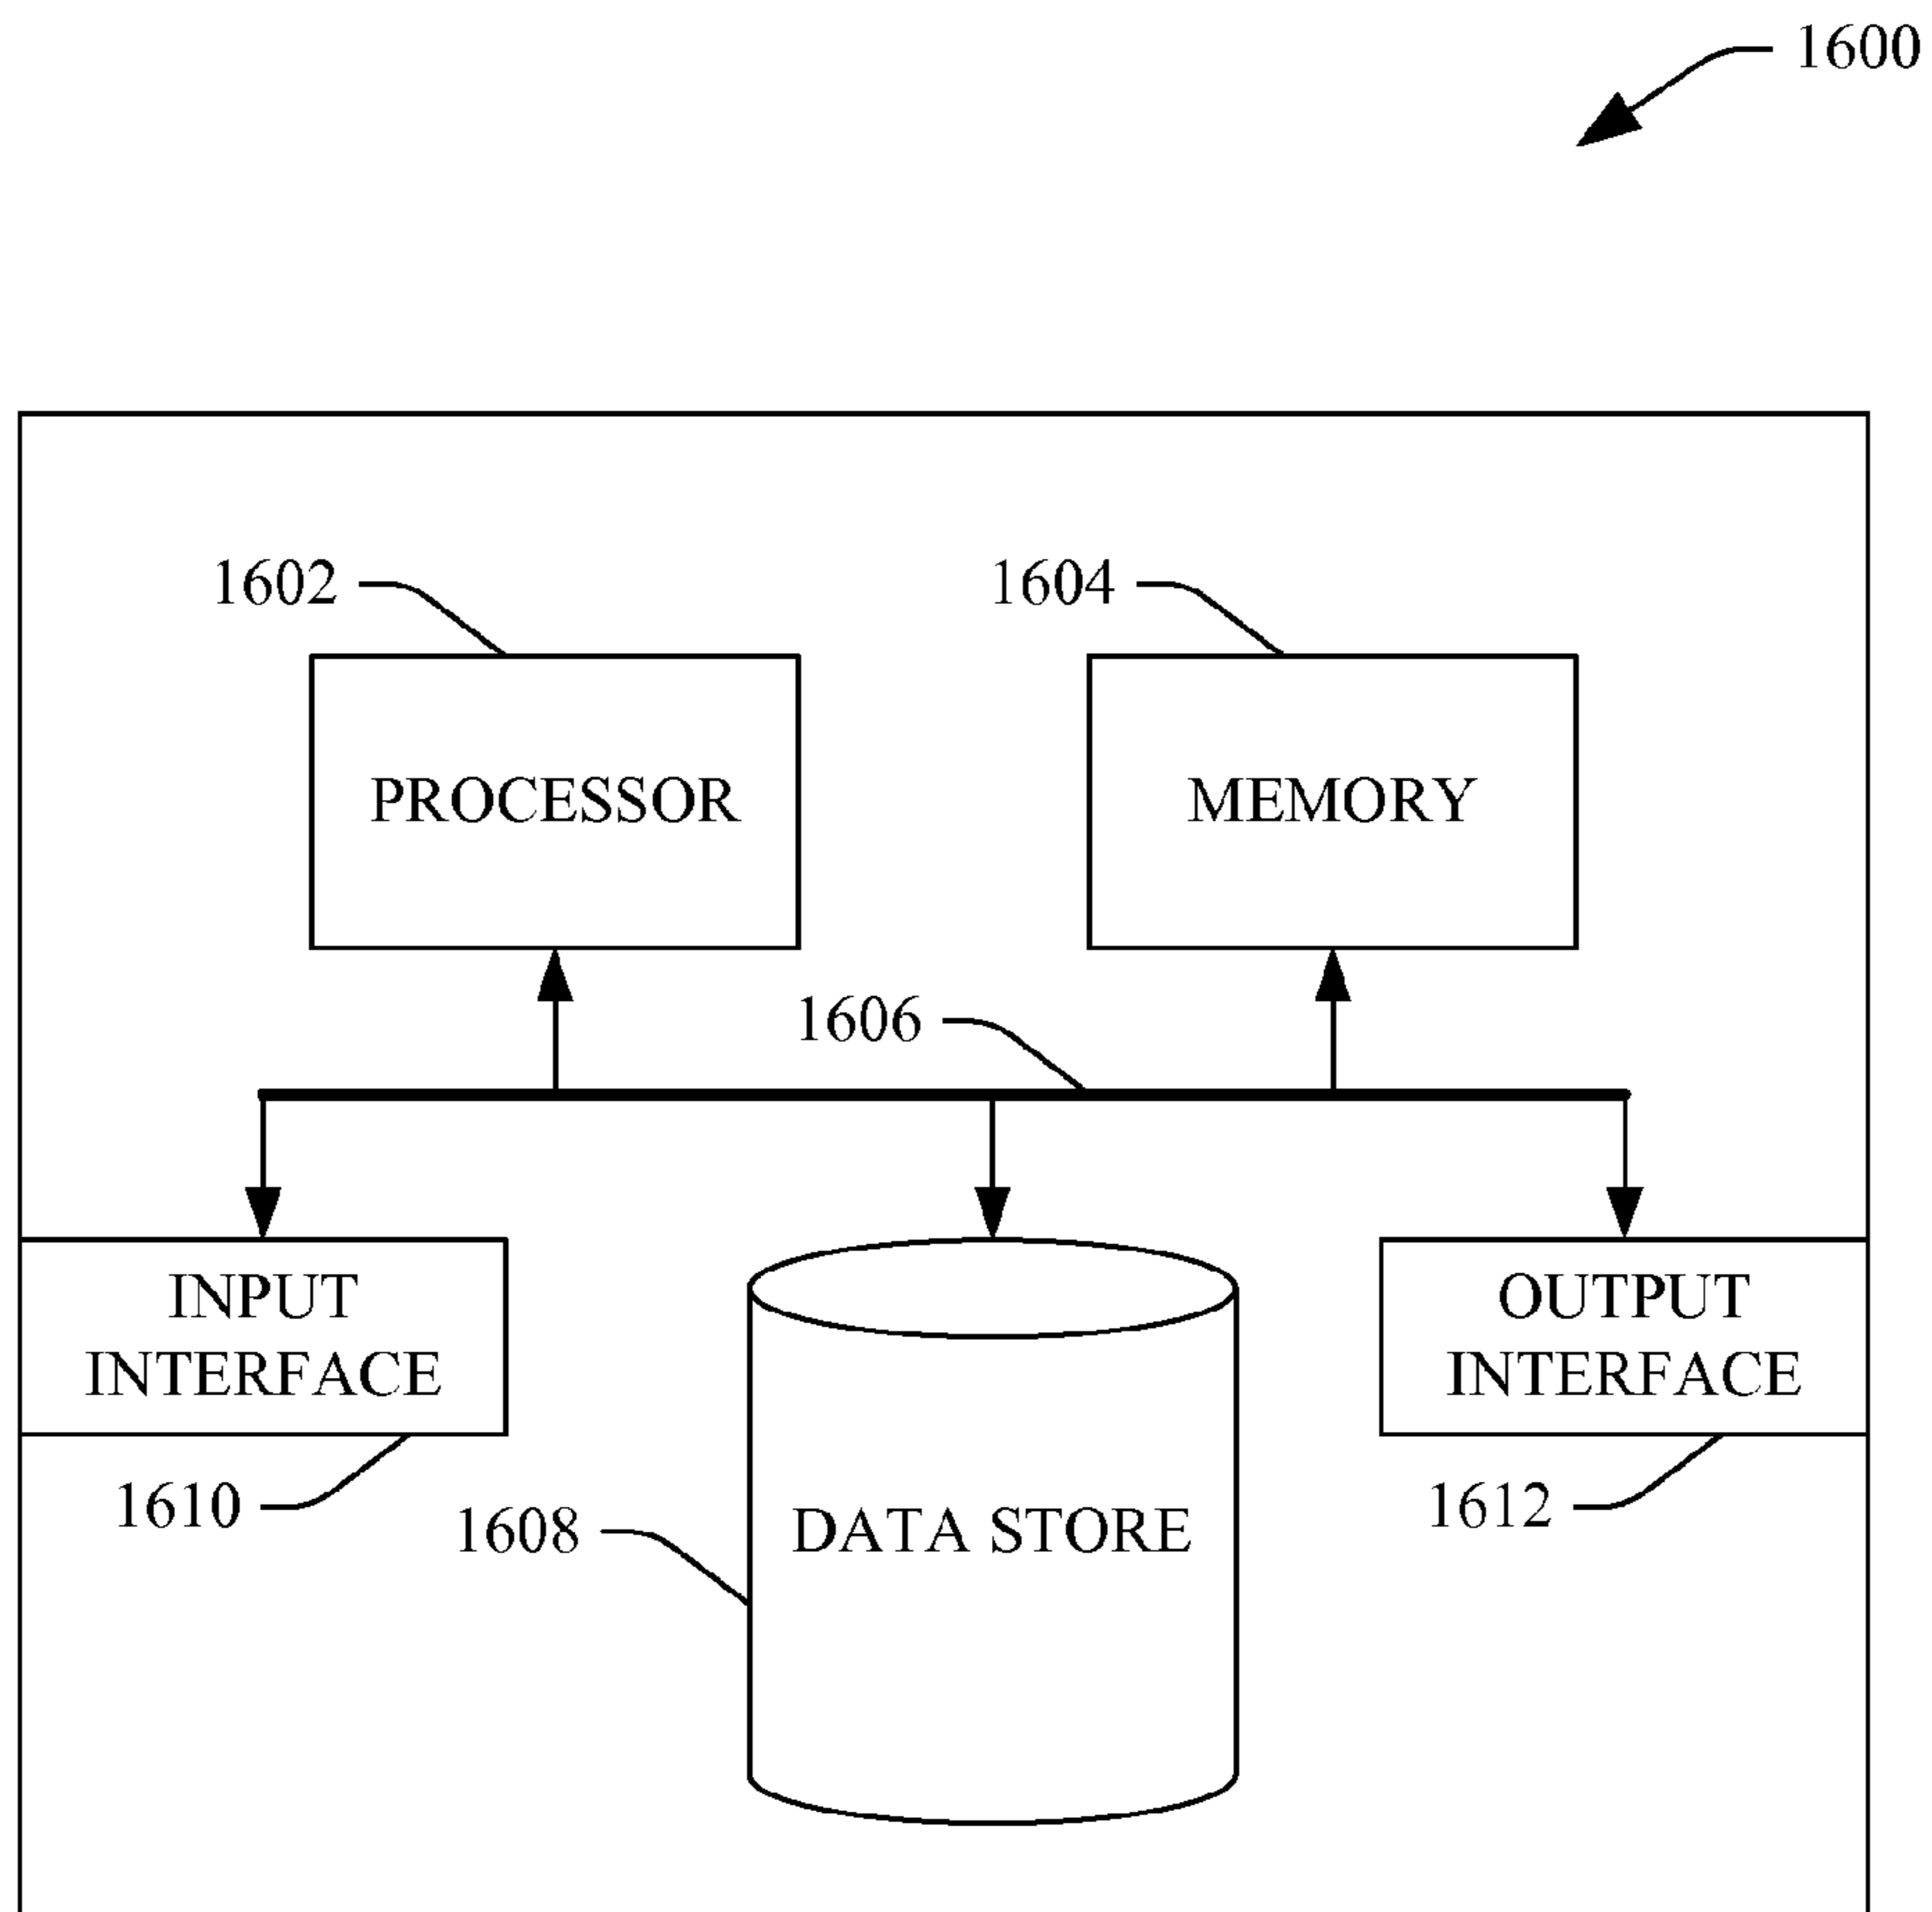 1600
1602
1604
PROCESSOR
MEMORY
1606
INPUT
INTERFACE
OUTPUT
INTERFACE
1610
1608
DATA STORE
1612